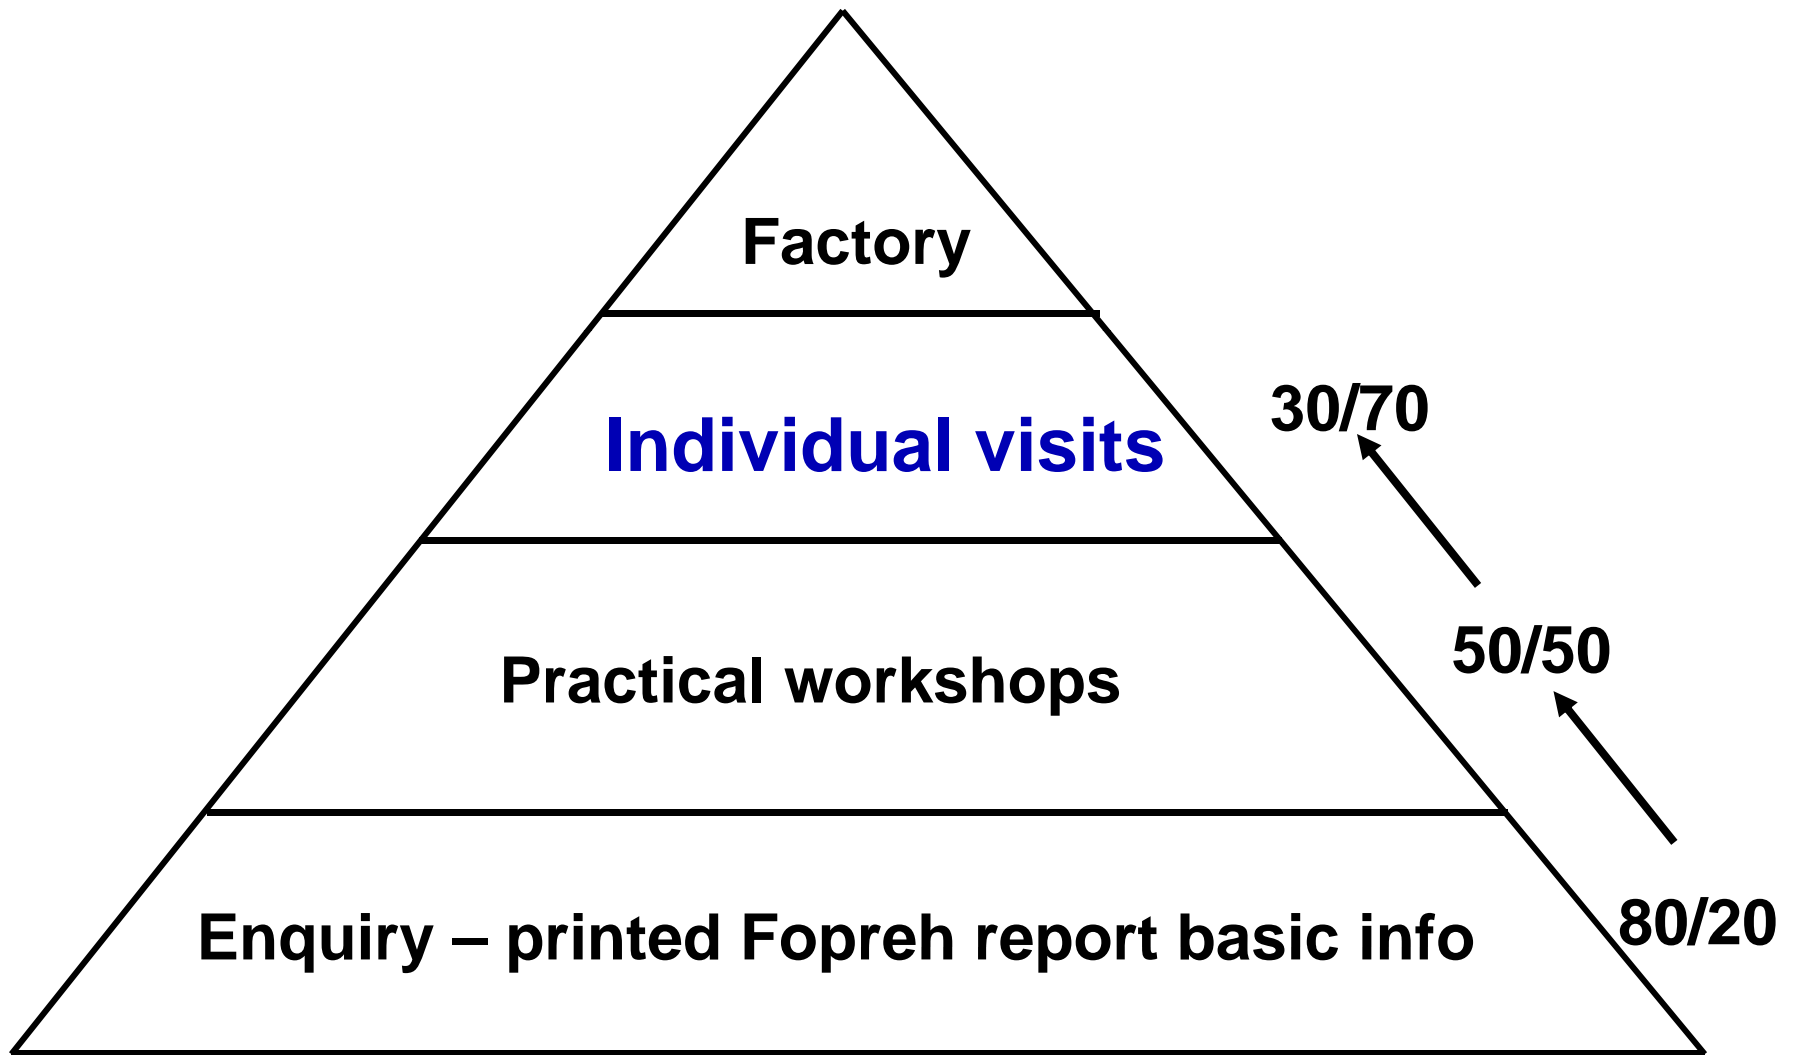 Factory
Individual visits
30/70
Practical workshops
50/50
Enquiry – printed Fopreh report basic info
80/20